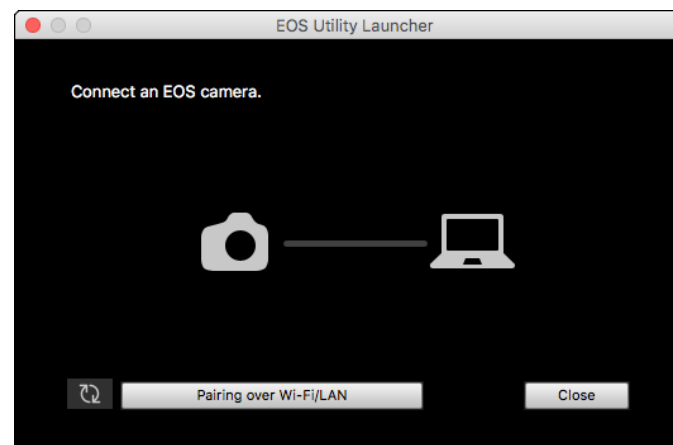 EOS Utility Launcher
Connect an EOS camera.
Pairing over Wi-Fi/LAN
Close